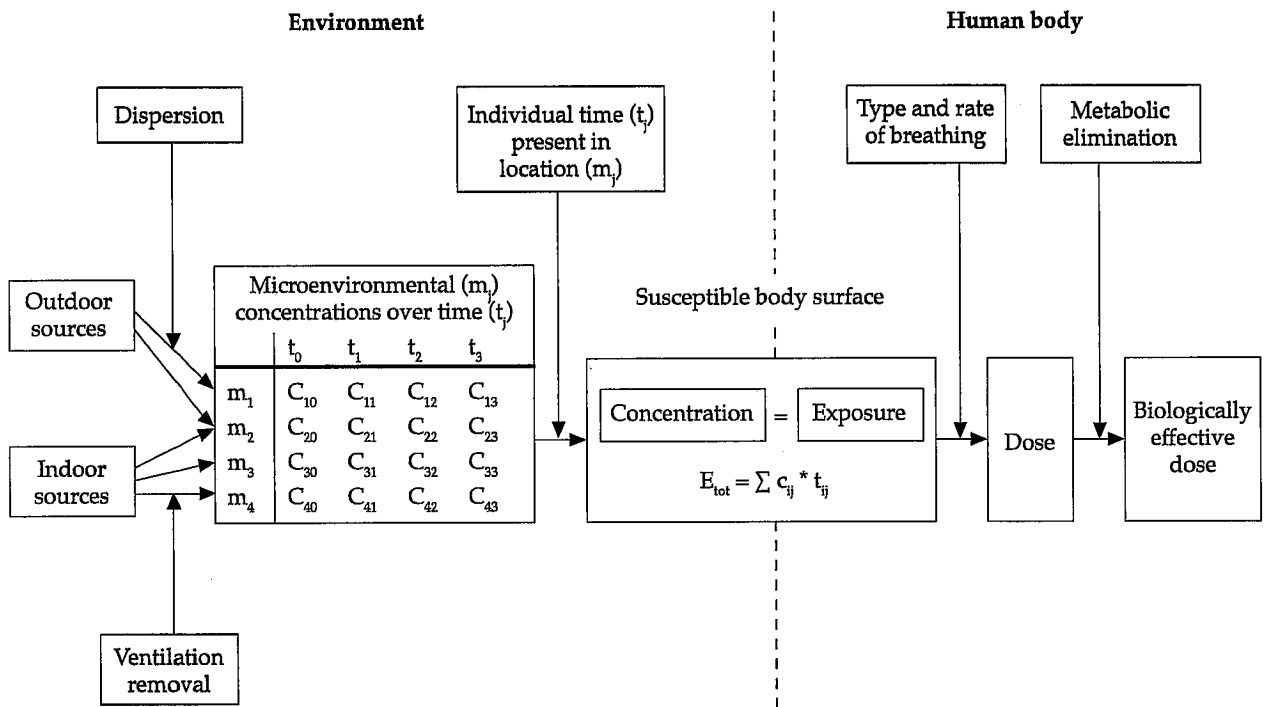 Environment
Human body
Dispersion
Individual time (tⱼ)
present in
location (mⱼ)
Type and rate
of breathing
Metabolic
elimination
Outdoor
sources
Indoor
sources
Microenvironmental (mⱼ)
concentrations over time (tⱼ)
t₀ t₁ t₂ t₃
m₁ C₁₀ C₁₁ C₁₂ C₁₃
m₂ C₂₀ C₂₁ C₂₂ C₂₃
m₃ C₃₀ C₃₁ C₃₂ C₃₃
m₄ C₄₀ C₄₁ C₄₂ C₄₃
Susceptible body surface
Concentration = Exposure
Eₜₒₜ = ∑ cᵢⱼ * tᵢⱼ
Dose
Biologically
effective
dose
Ventilation
removal